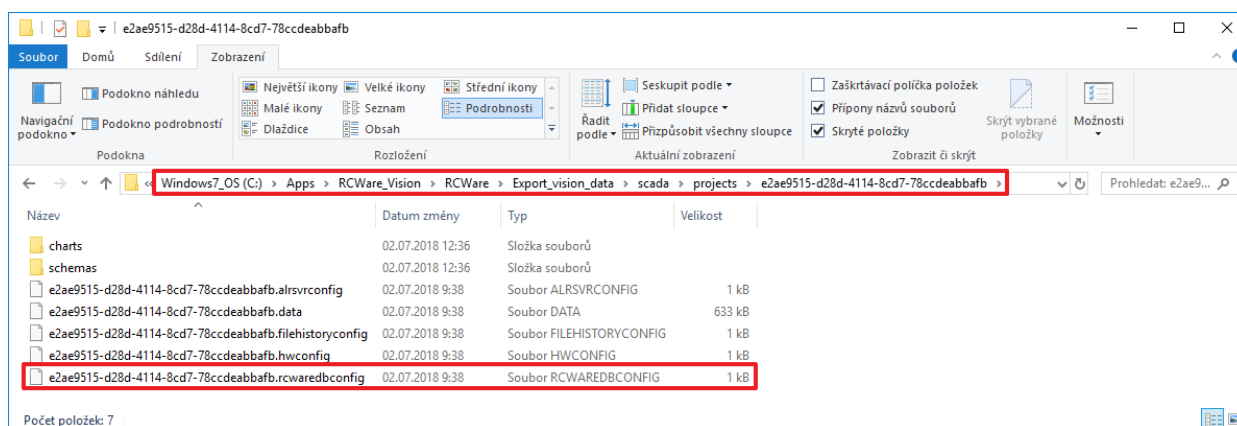 e2ae9515-d28d-4114-8cd7-78ccdeabbafb
Soubor Domů Sdílení Zobrazení
Navigační podokno
Podokno náhledu
Podokno podrobností
Podokna
Největší ikony Velké ikony Střední ikony
Malé ikony Seznam Podrobnosti
Dlaždice Obsah
Rozložení
Řadit podle
Seskupit podle
Přidat sloupce
Přizpůsobit všechny sloupce
Aktuální zobrazení
Zaškrtávací políčka položek
Přípony názvů souborů
Skryté položky
Skrýt vybrané položky
Zobrazit či skrýt
Možnosti
« Windows7_OS (C:) › Apps › RCWare_Vision › RCWare › Export_vision_data › scada › projects › e2ae9515-d28d-4114-8cd7-78ccdeabbafb ›
Prohledat: e2ae9...
Název Datum změny Typ Velikost
charts 02.07.2018 12:36 Složka souborů
schemas 02.07.2018 12:36 Složka souborů
e2ae9515-d28d-4114-8cd7-78ccdeabbafb.alrsvrconfig 02.07.2018 9:38 Soubor ALRSVRCONFIG 1 kB
e2ae9515-d28d-4114-8cd7-78ccdeabbafb.data 02.07.2018 9:38 Soubor DATA 633 kB
e2ae9515-d28d-4114-8cd7-78ccdeabbafb.filehistoryconfig 02.07.2018 9:38 Soubor FILEHISTORYCONFIG 1 kB
e2ae9515-d28d-4114-8cd7-78ccdeabbafb.hwconfig 02.07.2018 9:38 Soubor HWCONFIG 1 kB
e2ae9515-d28d-4114-8cd7-78ccdeabbafb.rcwaredbconfig 02.07.2018 9:38 Soubor RCWAREDBCONFIG 1 kB
Počet položek: 7